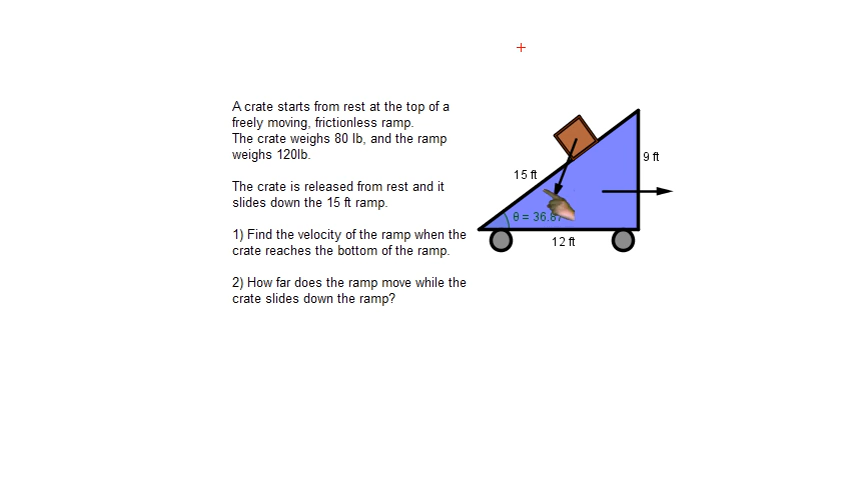 A crate starts from rest at the top of a
freely moving, frictionless ramp.
The crate weighs 80 lb, and the ramp
weighs 120lb.
The crate is released from rest and it
slides down the 15 ft ramp.
1) Find the velocity of the ramp when the
crate reaches the bottom of the ramp.
2) How far does the ramp move while the
crate slides down the ramp?
15 ft
9 ft
θ = 36.8
12 ft